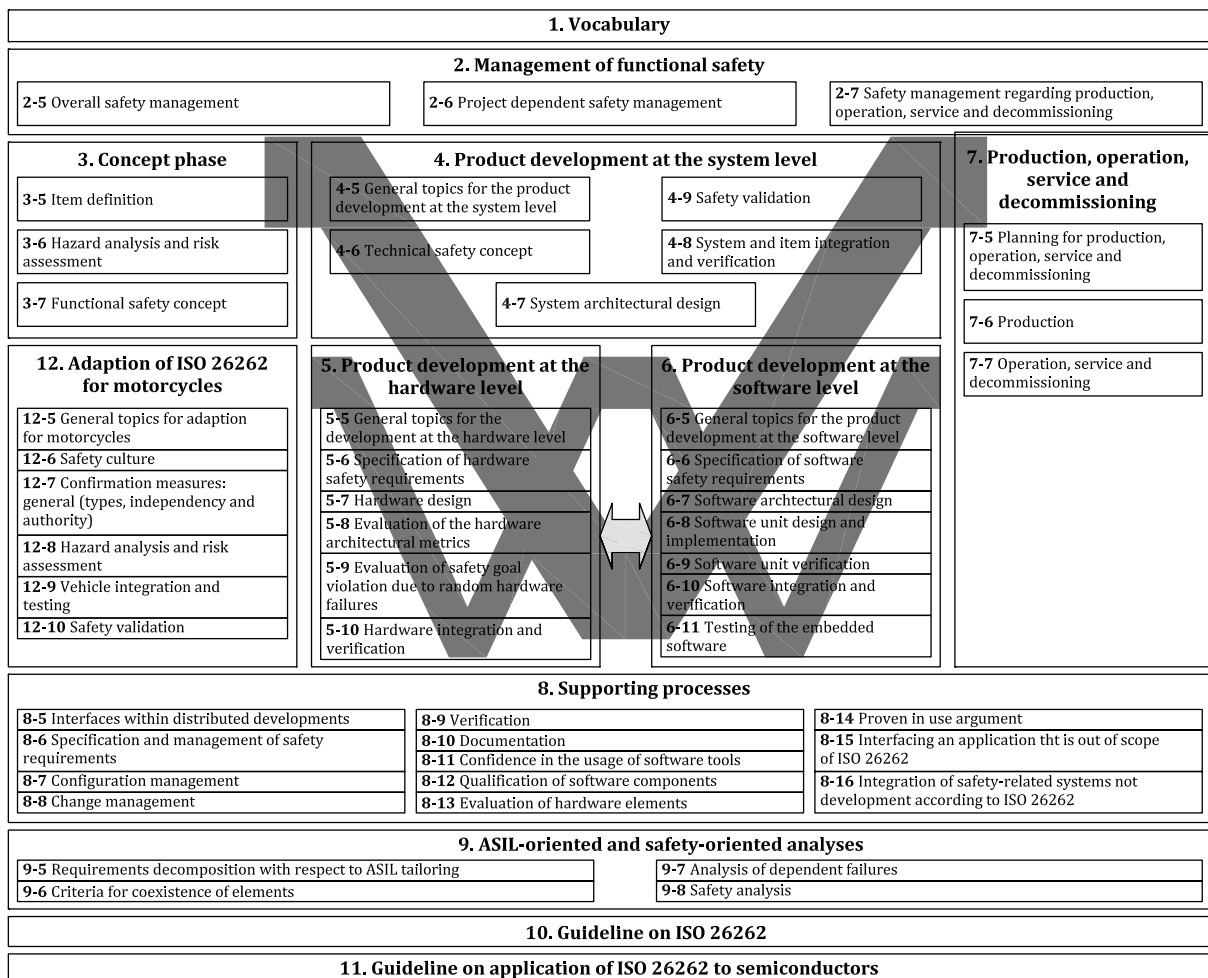 1. Vocabulary
2. Management of functional safety
2-5 Overall safety management
2-6 Project dependent safety management
2-7 Safety management regarding production,
operation, service and decommissioning
3. Concept phase
3-5 Item definition
3-6 Hazard analysis and risk
assessment
3-7 Functional safety concept
4. Product development at the system level
4-5 General topics for the product
development at the system level
4-6 Technical safety concept
4-7 System architectural design
4-9 Safety validation
4-8 System and item integration
and verification
7. Production, operation,
service and
decommissioning
7-5 Planning for production,
operation, service and
decommissioning
7-6 Production
7-7 Operation, service and
decommissioning
12. Adaption of ISO 26262
for motorcycles
12-5 General topics for adaption
for motorcycles
12-6 Safety culture
12-7 Confirmation measures:
general (types, independency and
authority)
12-8 Hazard analysis and risk
assessment
12-9 Vehicle integration and
testing
12-10 Safety validation
5. Product development at the
hardware level
5-5 General topics for the
development at the hardware level
5-6 Specification of hardware
safety requirements
5-7 Hardware design
5-8 Evaluation of the hardware
architectural metrics
5-9 Evaluation of safety goal
violation due to random hardware
failures
5-10 Hardware integration and
verification
6. Product development at the
software level
6-5 General topics for the product
development at the software level
6-6 Specification of software
safety requirements
6-7 Software archtectural design
6-8 Software unit design and
implementation
6-9 Software unit verification
6-10 Software integration and
verification
6-11 Testing of the embedded
software
8. Supporting processes
8-5 Interfaces within distributed developments
8-6 Specification and management of safety
requirements
8-7 Configuration management
8-8 Change management
8-9 Verification
8-10 Documentation
8-11 Confidence in the usage of software tools
8-12 Qualification of software components
8-13 Evaluation of hardware elements
8-14 Proven in use argument
8-15 Interfacing an application tht is out of scope
of ISO 26262
8-16 Integration of safety-related systems not
development according to ISO 26262
9. ASIL-oriented and safety-oriented analyses
9-5 Requirements decomposition with respect to ASIL tailoring
9-6 Criteria for coexistence of elements
9-7 Analysis of dependent failures
9-8 Safety analysis
10. Guideline on ISO 26262
11. Guideline on application of ISO 26262 to semiconductors